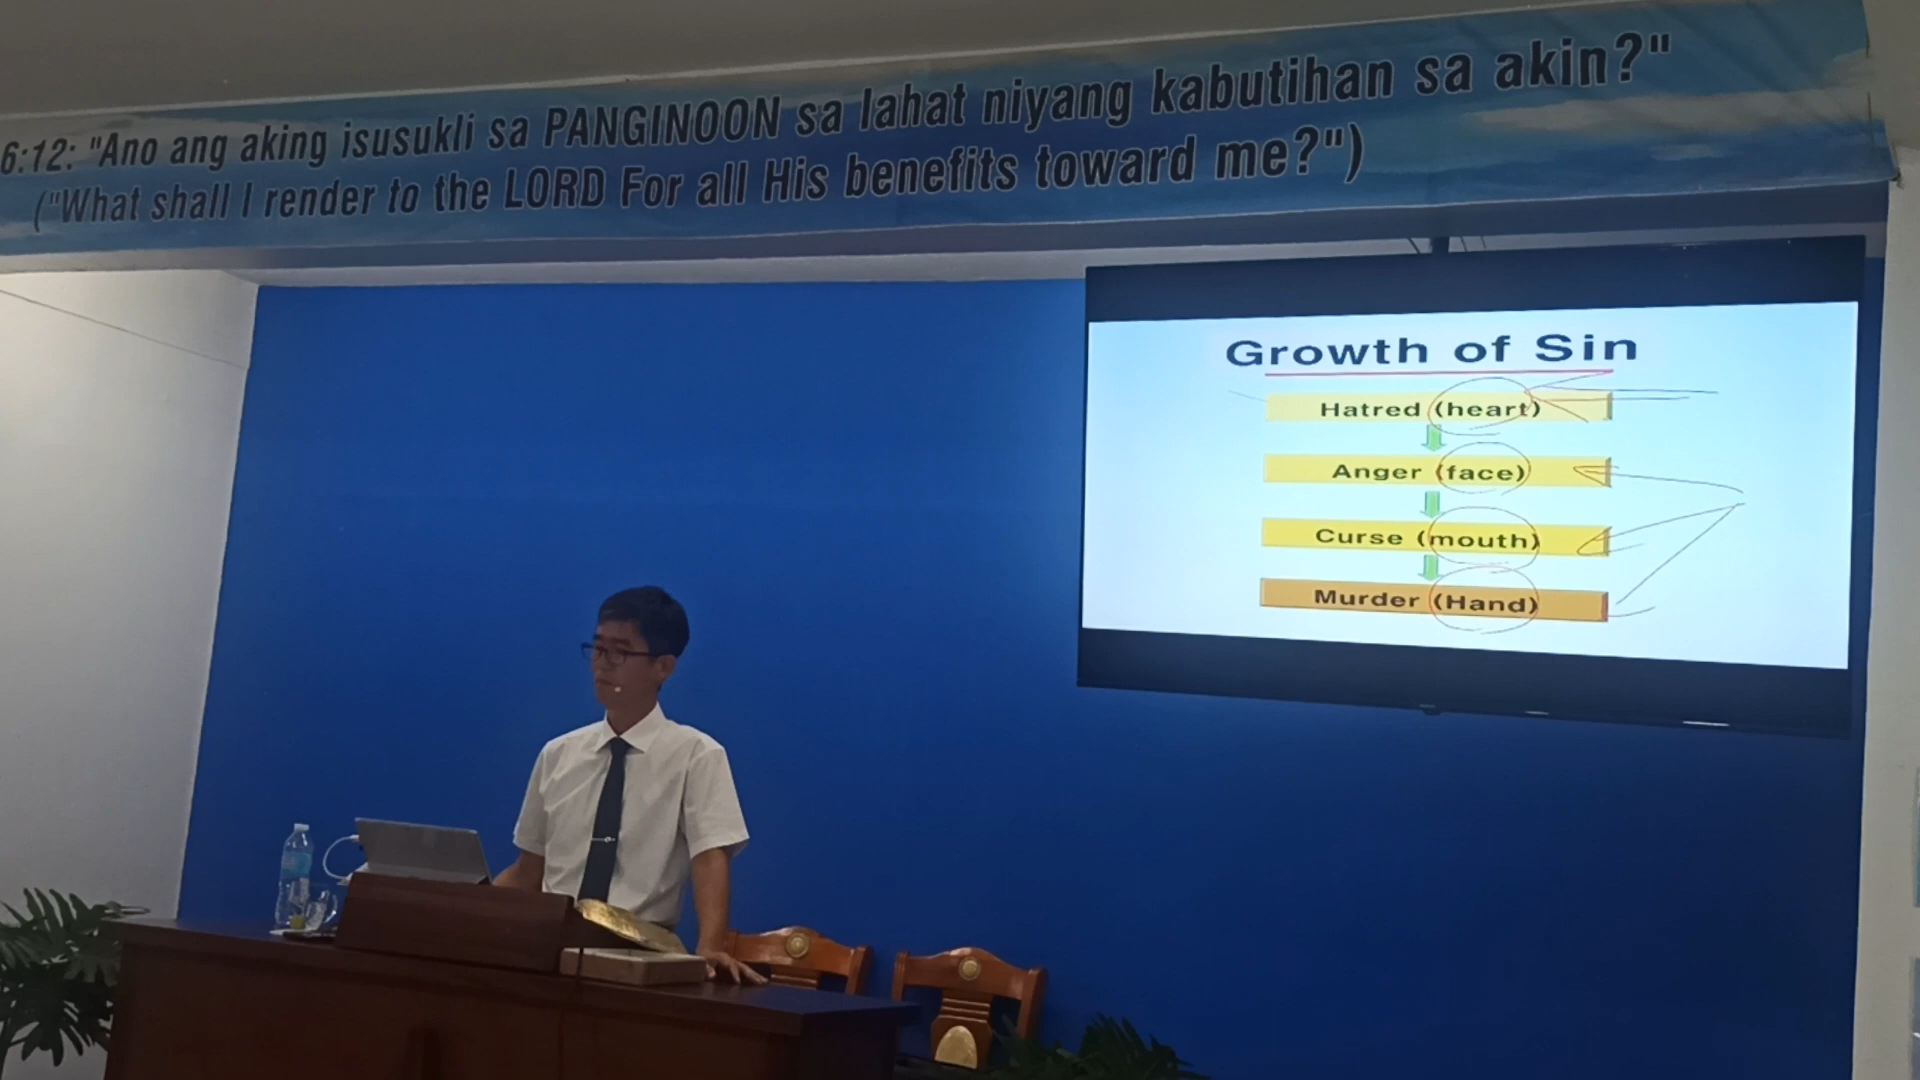 6:12: "Ano ang aking isusukli sa PANGINOON sa lahat niyang kabutihan sa akin?"
("What shall I render to the LORD For all His benefits toward me?")
Growth of Sin
Hatred (heart)
Anger (face)
Curse (mouth)
Murder (Hand)